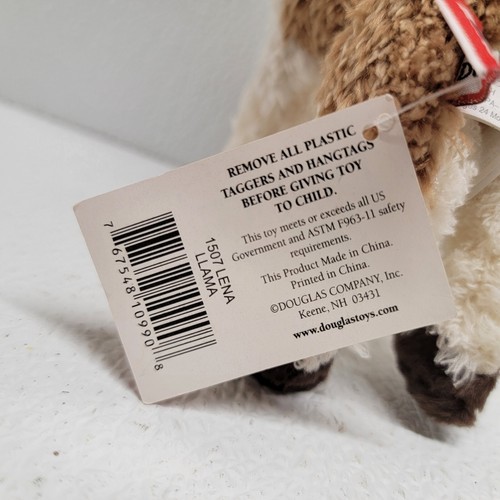 REMOVE ALL PLASTIC
TAGGERS AND HANGTAGS
BEFORE GIVING TOY
TO CHILD.
This toy meets or exceeds all US
Government and ASTM F963-11 safety
requirements.
This Product Made in China.
Printed in China.
©DOUGLAS COMPANY, Inc.
Keene, NH 03431
www.douglastoys.com
1507 LENA
LLAMA
7 67548 10990 8